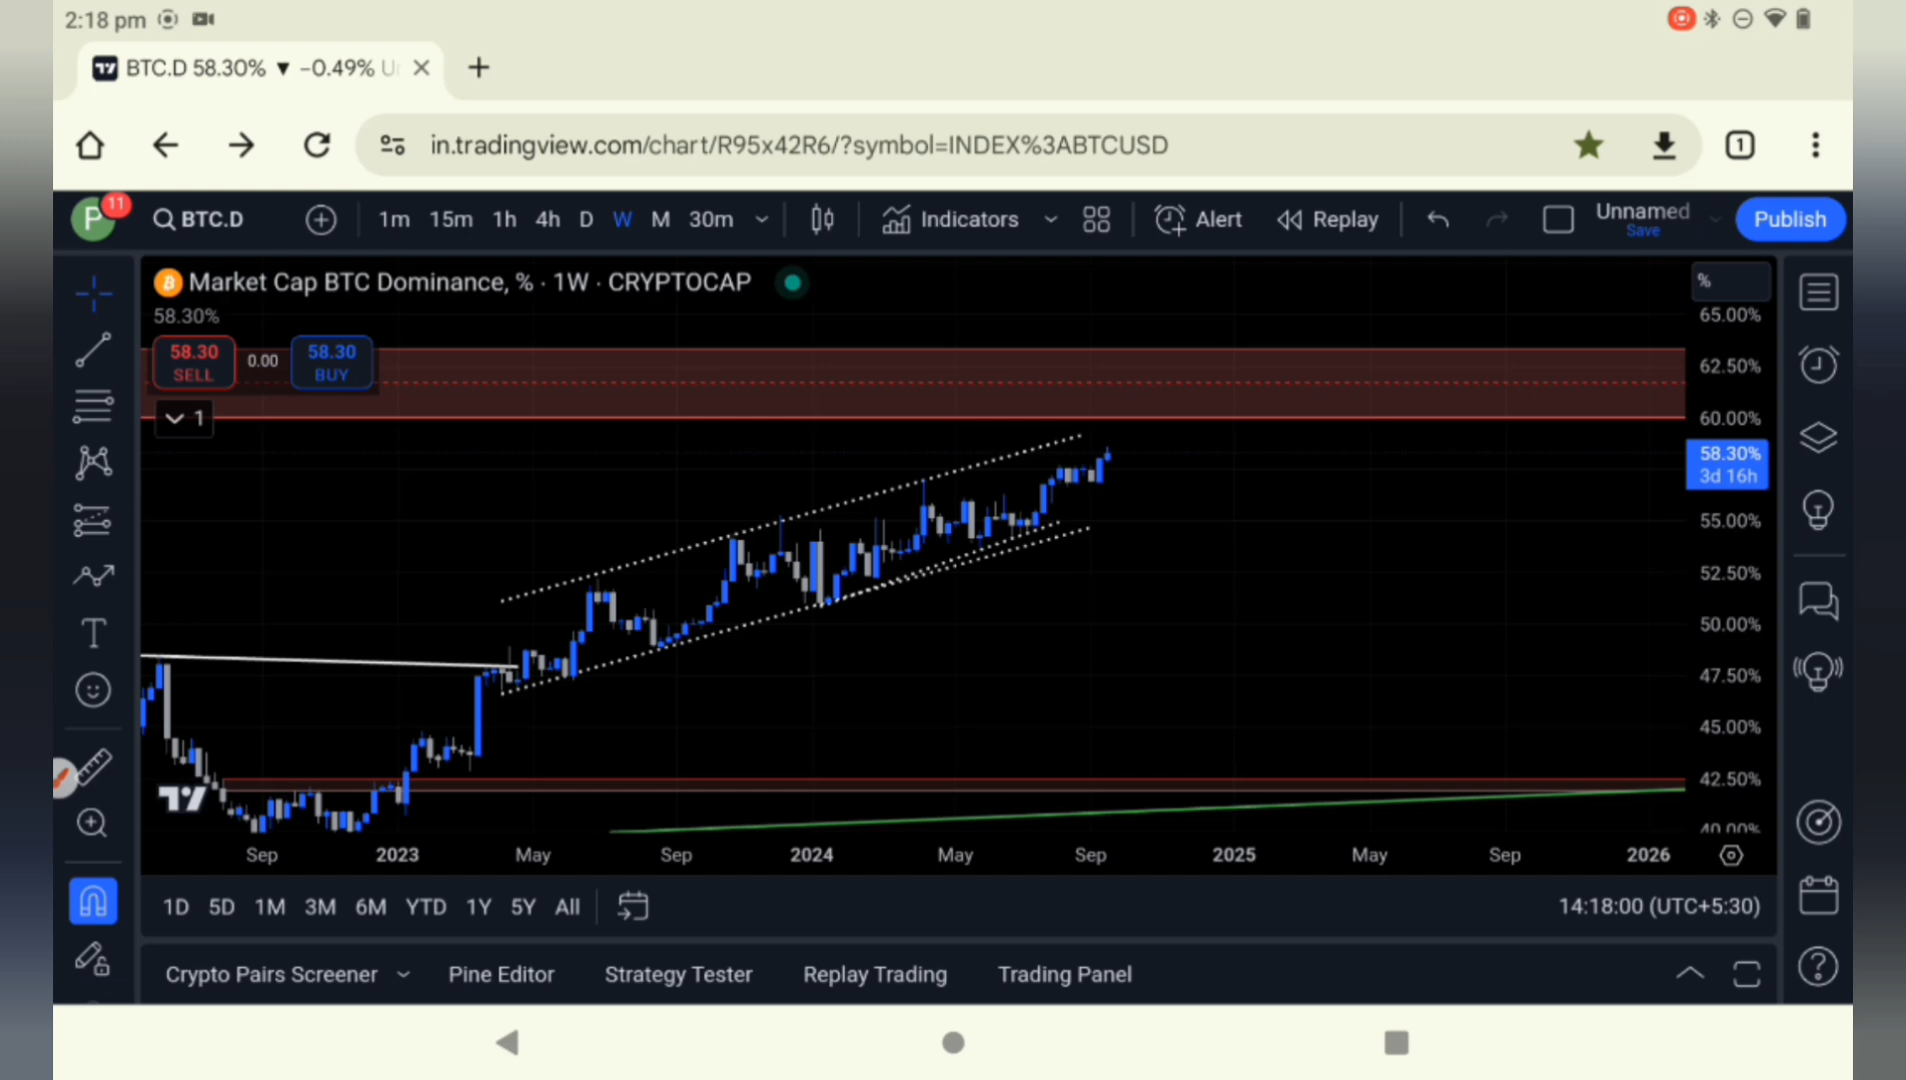 2:18 pm
BTC.D 58.30% ▼ −0.49% U
in.tradingview.com/chart/R95x42R6/?symbol=INDEX%3ABTCUSD
1
P
11
BTC.D
1m 15m 1h 4h D W M 30m
Indicators
Alert
Replay
Unnamed
Save
Publish
Market Cap BTC Dominance, % · 1W · CRYPTOCAP
58.30%
58.30
SELL
0.00
58.30
BUY
1
%
65.00%
62.50%
60.00%
58.30%
3d 16h
55.00%
52.50%
50.00%
47.50%
45.00%
42.50%
40.00%
Sep 2023 May Sep 2024 May Sep 2025 May Sep 2026
1D 5D 1M 3M 6M YTD 1Y 5Y All
14:18:00 (UTC+5:30)
Crypto Pairs Screener Pine Editor Strategy Tester Replay Trading Trading Panel